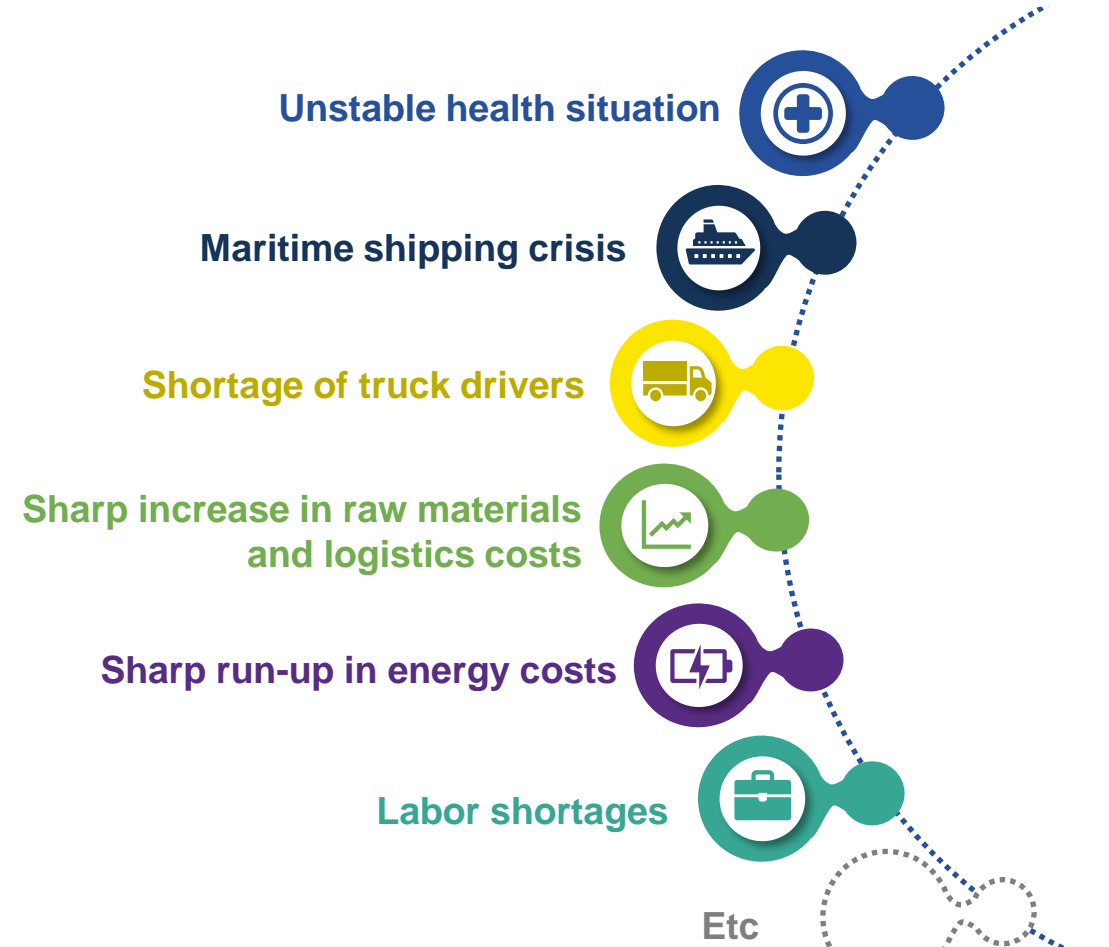 Unstable health situation
Maritime shipping crisis
Shortage of truck drivers
Sharp increase in raw materials
and logistics costs
Sharp run-up in energy costs
Labor shortages
Etc